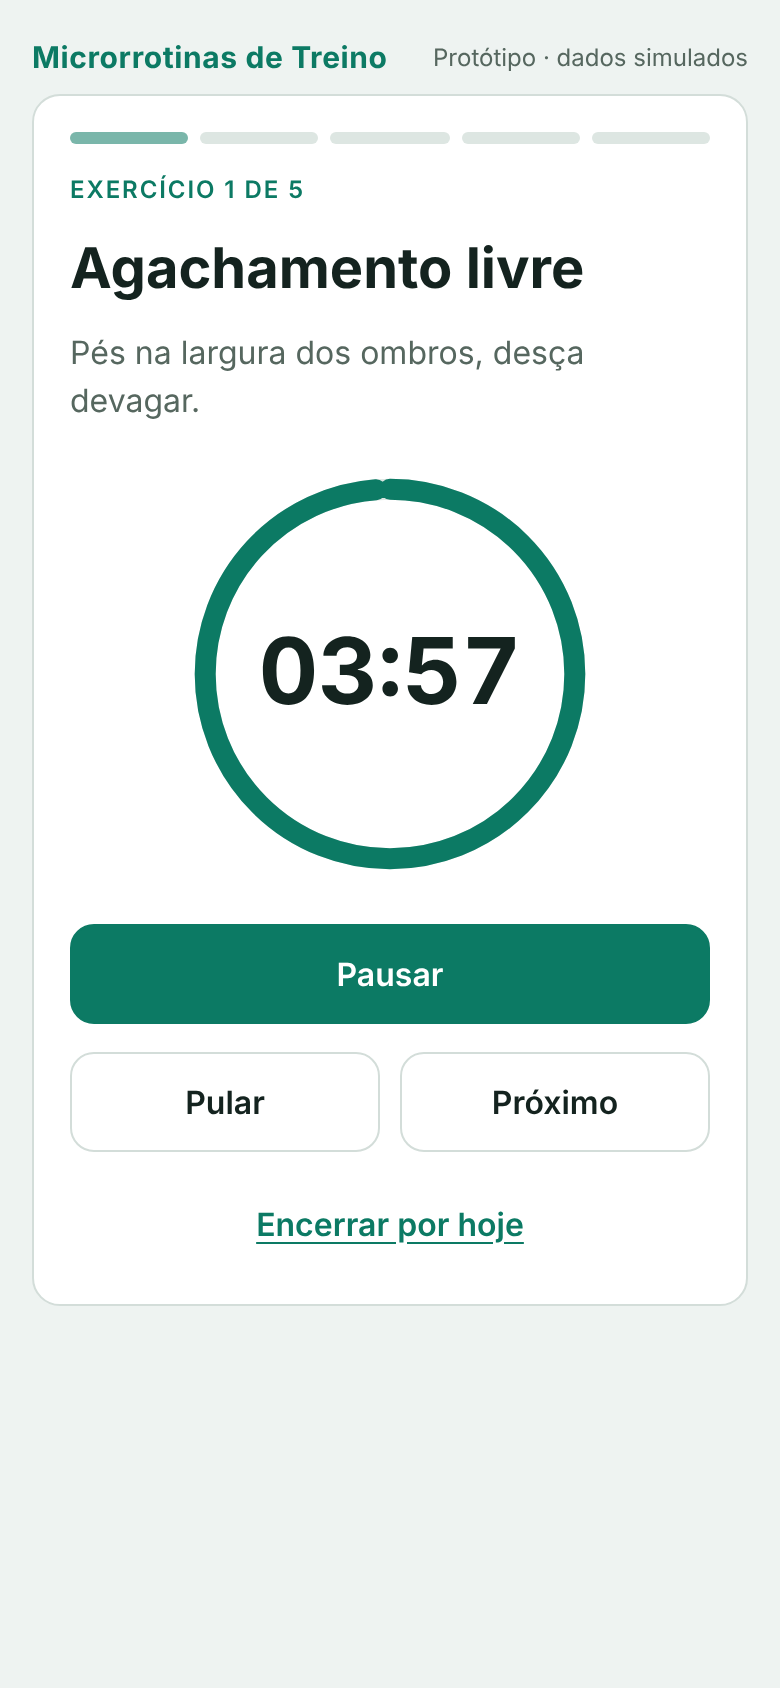 Microrrotinas de Treino
Protótipo · dados simulados
EXERCÍCIO 1 DE 5
Agachamento livre
Pés na largura dos ombros, desça
devagar.
03:57
Pausar
Pular
Próximo
Encerrar por hoje